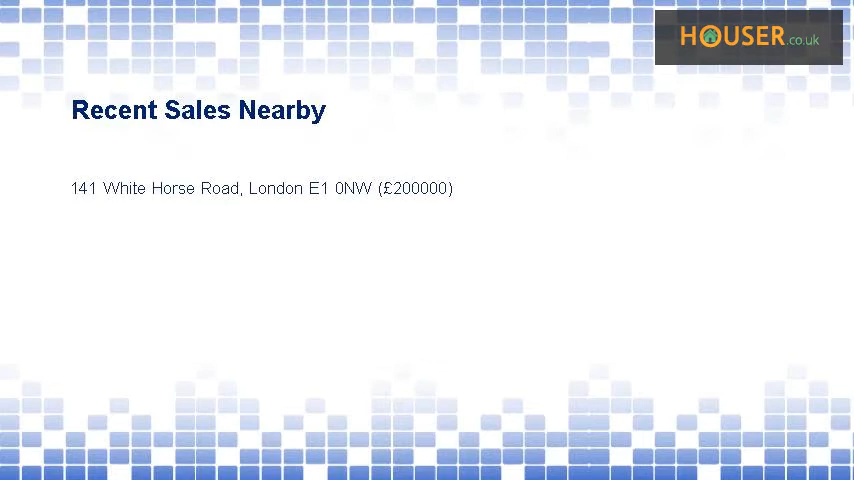 HOUSER.co.uk
Recent Sales Nearby
141 White Horse Road, London E1 0NW (£200000)